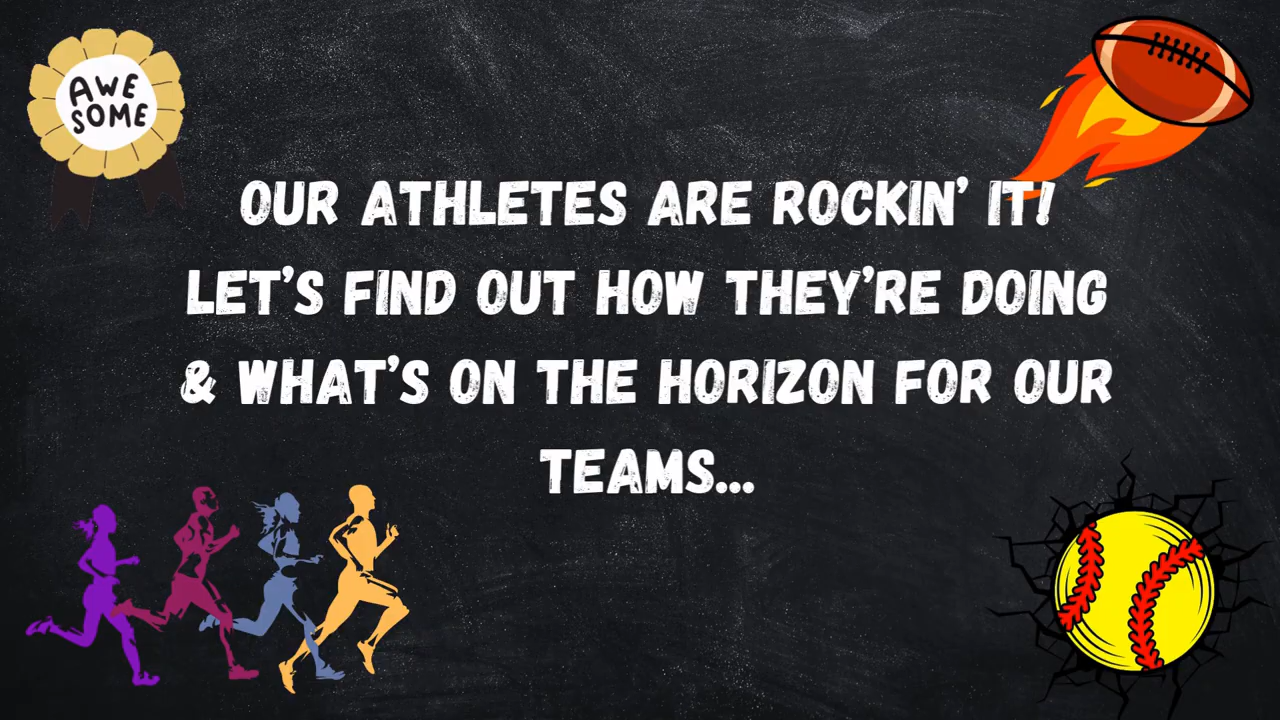 AWE
SOME
OUR ATHLETES ARE ROCKIN' IT!
LET'S FIND OUT HOW THEY'RE DOING
& WHAT'S ON THE HORIZON FOR OUR
TEAMS...